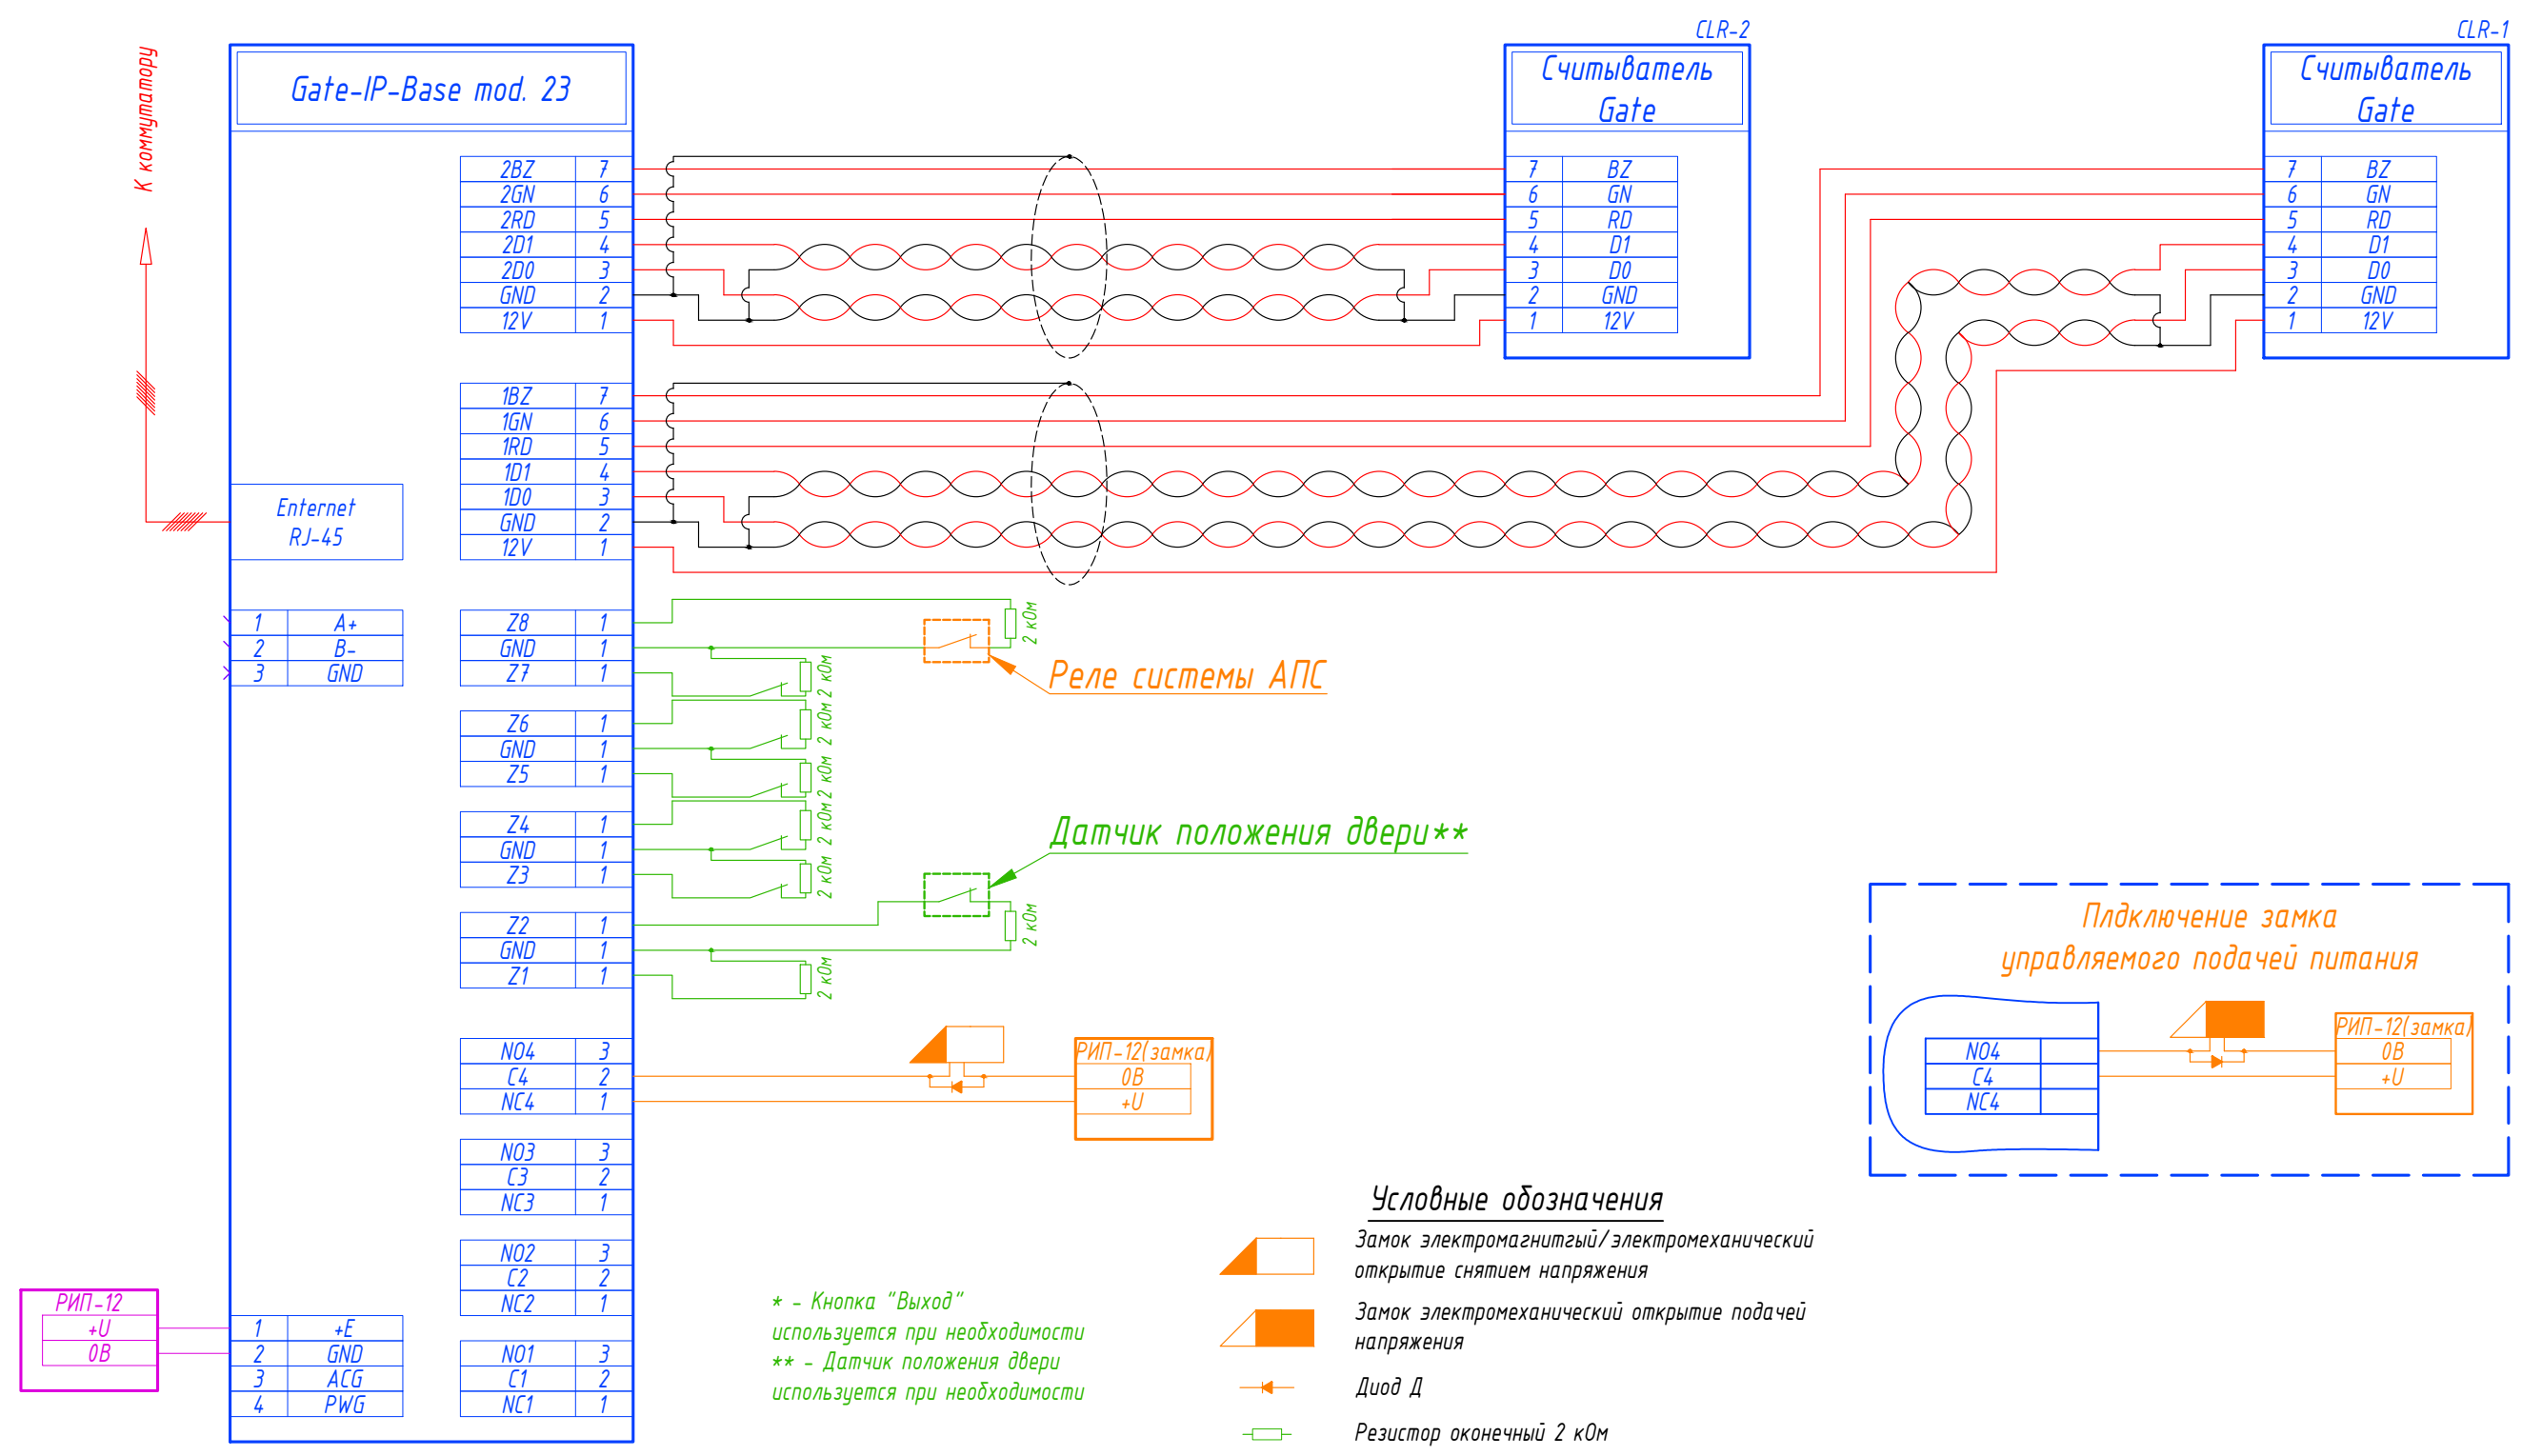 CLR-2
CLR-1
К коммутатору
Gate-IP-Base mod. 23
Считыватель
Gate
Считыватель
Gate
2BZ 7
2GN 6
2RD 5
2D1 4
2D0 3
GND 2
12V 1
7 BZ
6 GN
5 RD
4 D1
3 D0
2 GND
1 12V
7 BZ
6 GN
5 RD
4 D1
3 D0
2 GND
1 12V
1BZ 7
1GN 6
1RD 5
1D1 4
1D0 3
GND 2
12V 1
Enternet
RJ-45
1 A+
2 B-
3 GND
Z8 1
GND 1
Z7 1
2 кОм
2 кОм
Реле системы АПС
Z6 1
GND 1
Z5 1
2 кОм
2 кОм
Z4 1
GND 1
Z3 1
2 кОм
2 кОм
Датчик положения двери**
Z2 1
GND 1
Z1 1
2 кОм
2 кОм
NO4 3
C4 2
NC4 1
РИП-12(замка)
0В
+U
Плдключение замка
управляемого подачей питания
NO4
C4
NC4
РИП-12(замка)
0В
+U
NO3 3
C3 2
NC3 1
NO2 3
C2 2
NC2 1
NO1 3
C1 2
NC1 1
РИП-12
+U
0В
1 +E
2 GND
3 ACG
4 PWG
* - Кнопка "Выход"
используется при необходимости
** - Датчик положения двери
используется при необходимости
Условные обозначения
Замок электромагнитгый/электромеханический
открытие снятием напряжения
Замок электромеханический открытие подачей
напряжения
Диод Д
Резистор оконечный 2 кОм